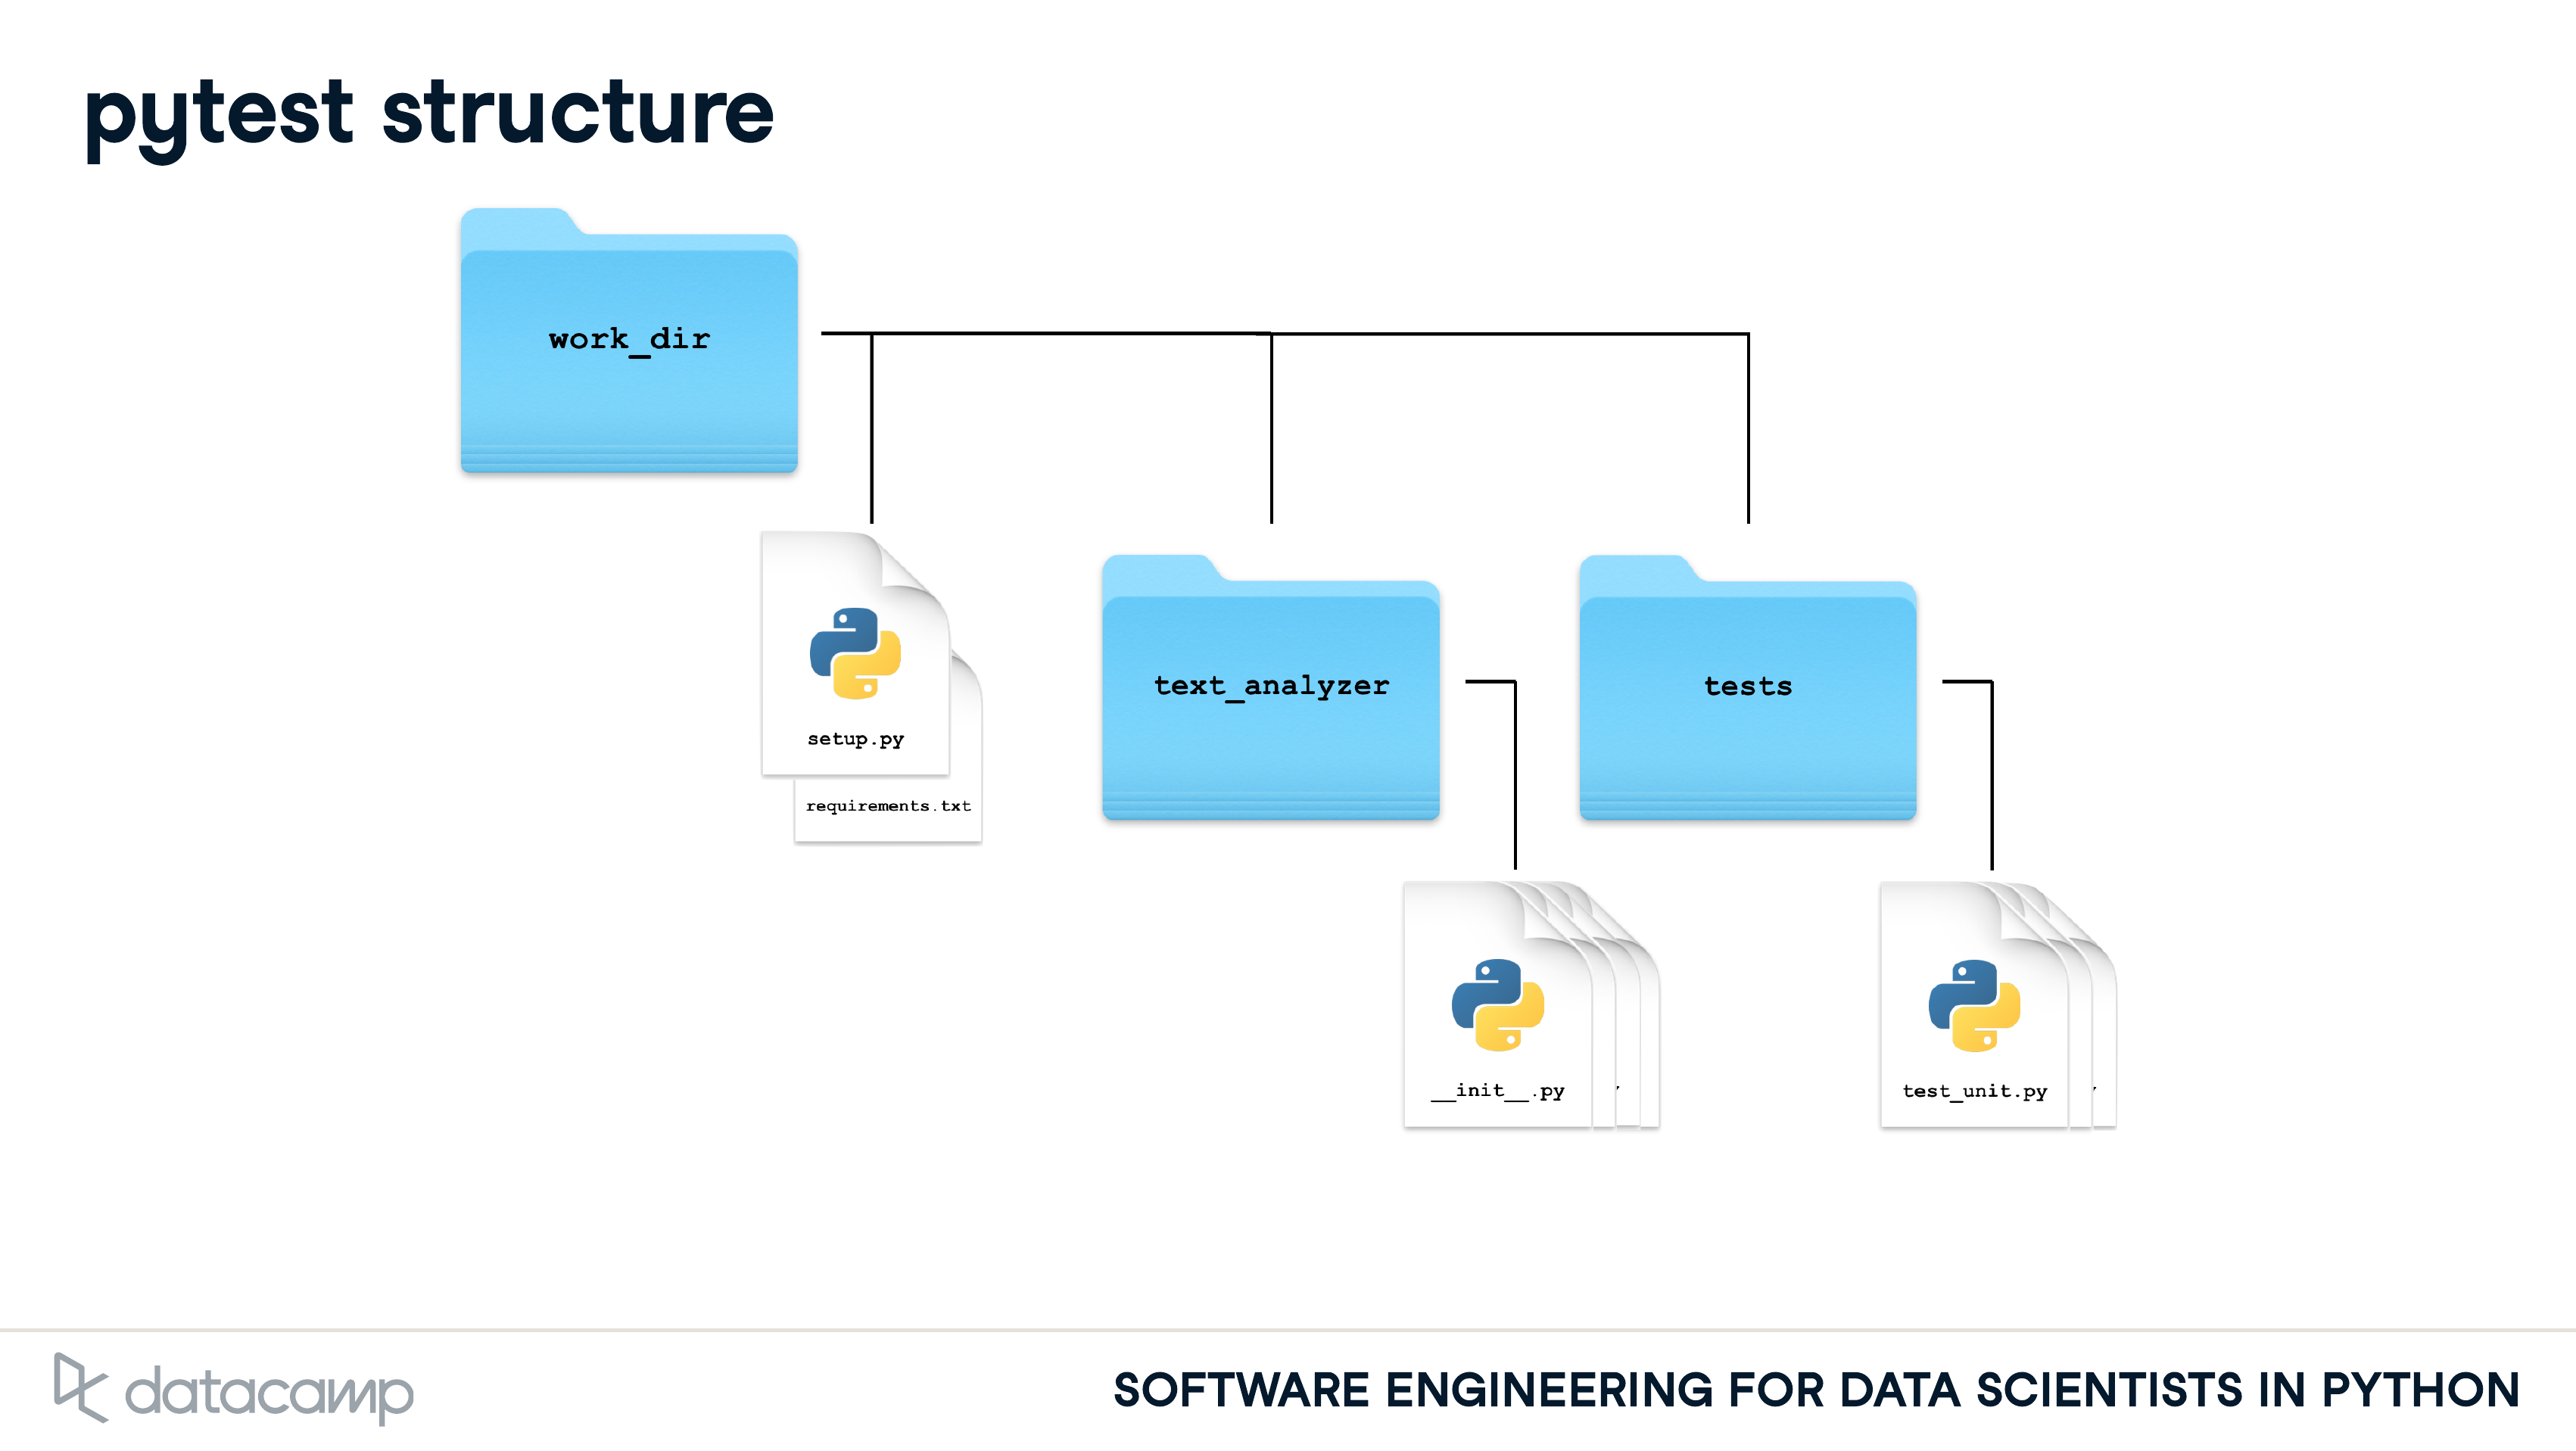 pytest structure
work_dir
setup.py
requirements.txt
text_analyzer
tests
__init__.py
test_unit.py
datacamp
SOFTWARE ENGINEERING FOR DATA SCIENTISTS IN PYTHON